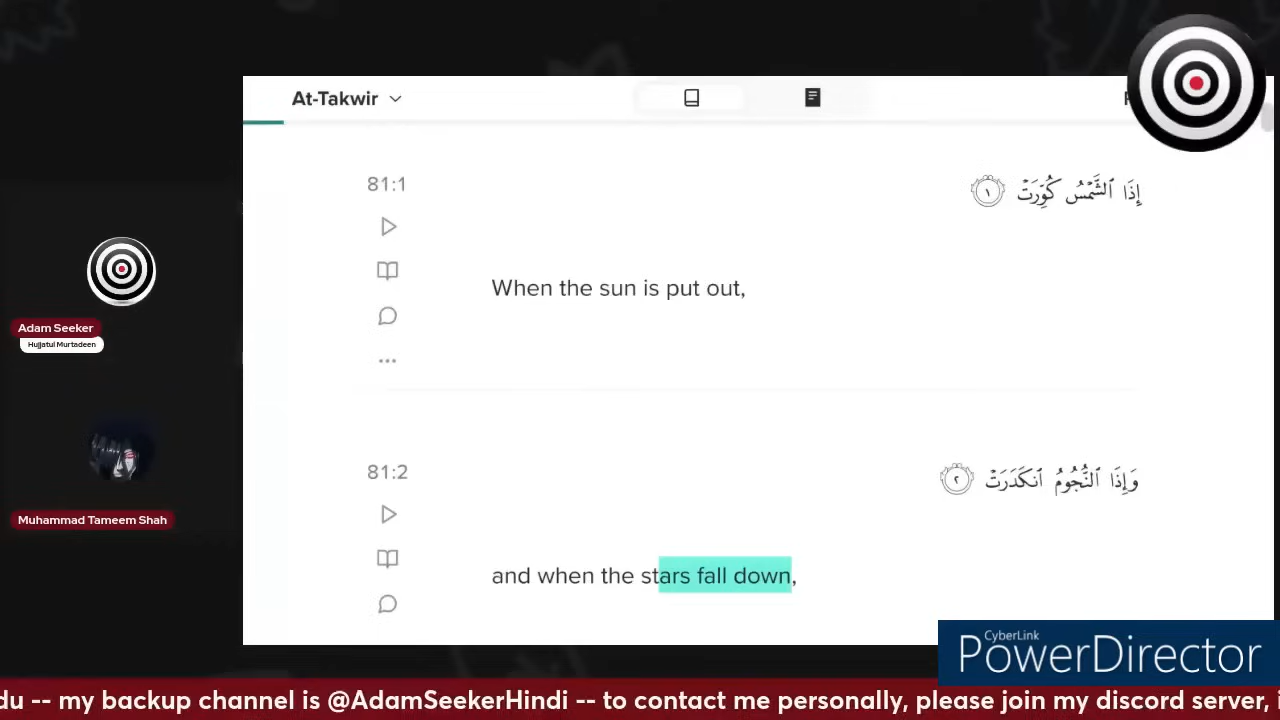 At-Takwir
81:1
إِذَا ٱلشَّمْسُ كُوِّرَتْ ١
When the sun is put out,
Adam Seeker
Hujjatul Murtadeen
81:2
وَإِذَا ٱلنُّجُومُ ٱنكَدَرَتْ ٢
Muhammad Tameem Shah
and when the stars fall down,
CyberLink
PowerDirector
du -- my backup channel is @AdamSeekerHindi -- to contact me personally, please join my discord server, i